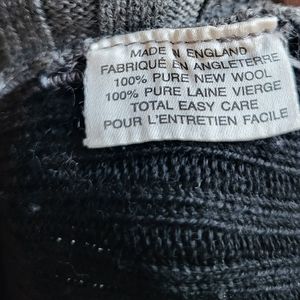 MADE IN ENGLAND
FABRIQUÉ EN ANGLETERRE
100% PURE NEW WOOL
100% PURE LAINE VIERGE
TOTAL EASY CARE
POUR L'ENTRETIEN FACILE